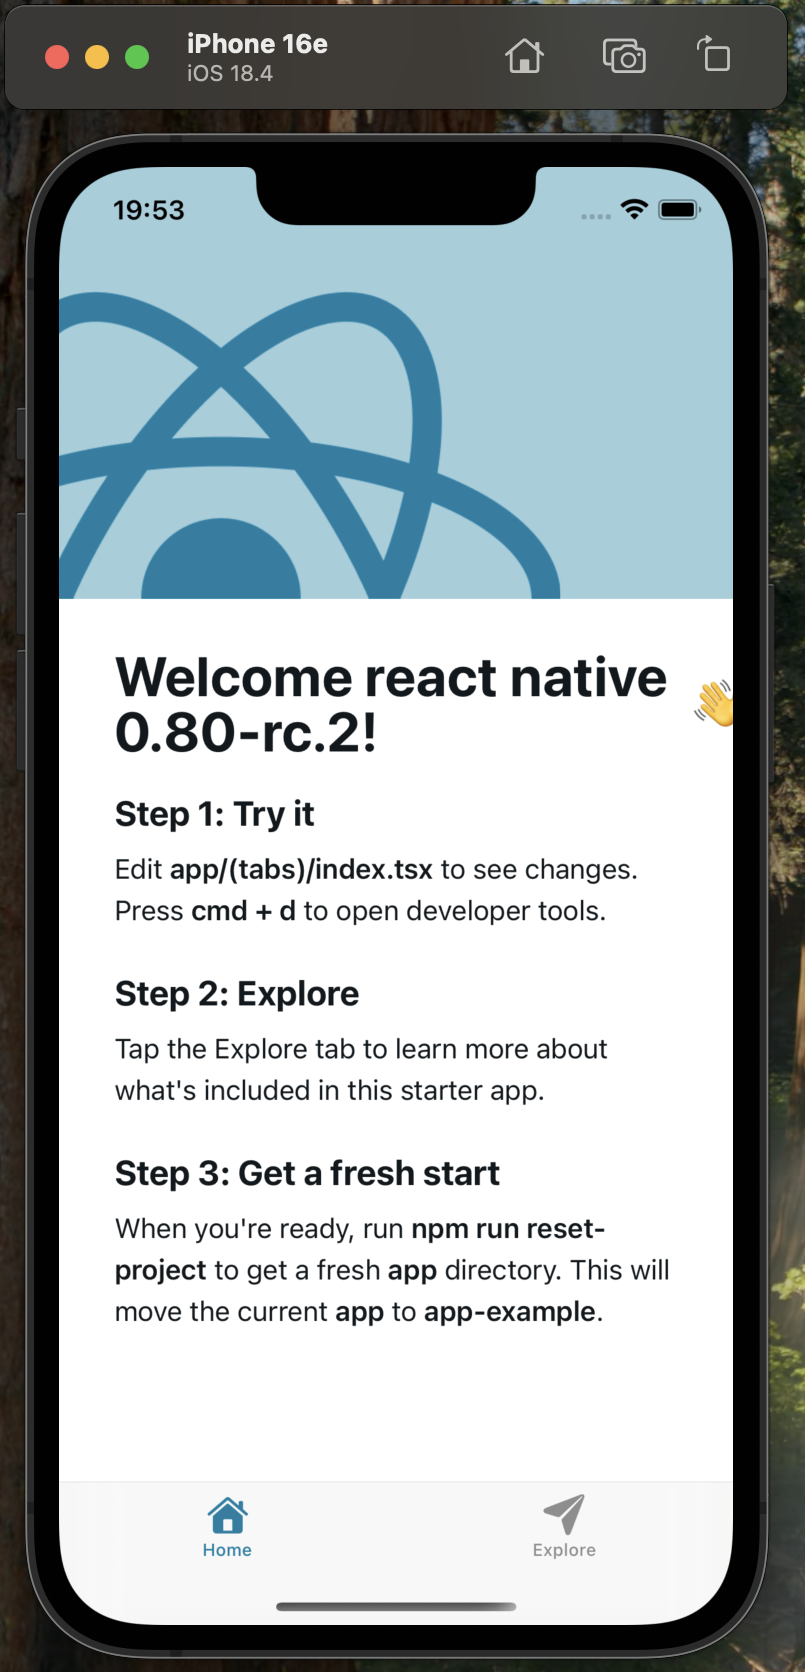 iPhone 16e
iOS 18.4
19:53
Welcome react native
0.80-rc.2!
Step 1: Try it
Edit app/(tabs)/index.tsx to see changes.
Press cmd + d to open developer tools.
Step 2: Explore
Tap the Explore tab to learn more about
what's included in this starter app.
Step 3: Get a fresh start
When you're ready, run npm run reset-
project to get a fresh app directory. This will
move the current app to app-example.
Home
Explore